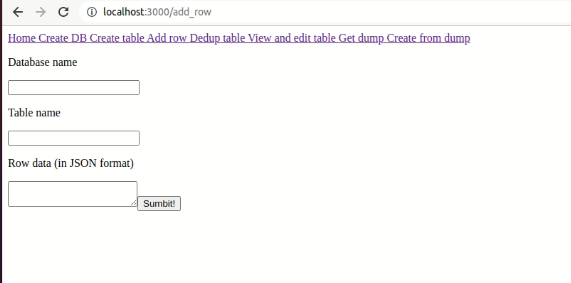 localhost:3000/add_row
Home Create DB Create table Add row Dedup table View and edit table Get dump Create from dump
Database name
Table name
Row data (in JSON format)
Sumbit!